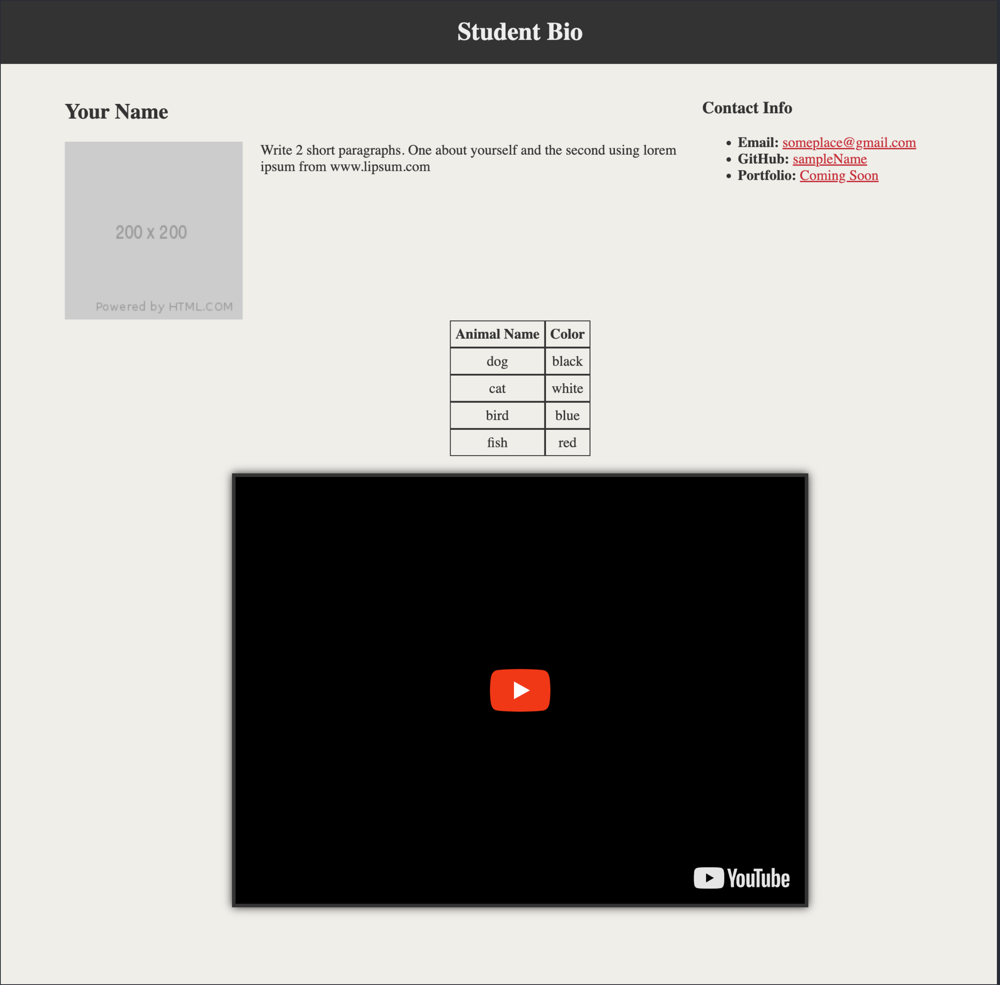 Student Bio
Your Name
200 x 200
Powered by HTML.COM
Write 2 short paragraphs. One about yourself and the second using lorem
ipsum from www.lipsum.com
Contact Info
Email: someplace@gmail.com
GitHub: sampleName
Portfolio: Coming Soon
Animal Name Color
dog black
cat white
bird blue
fish red
YouTube